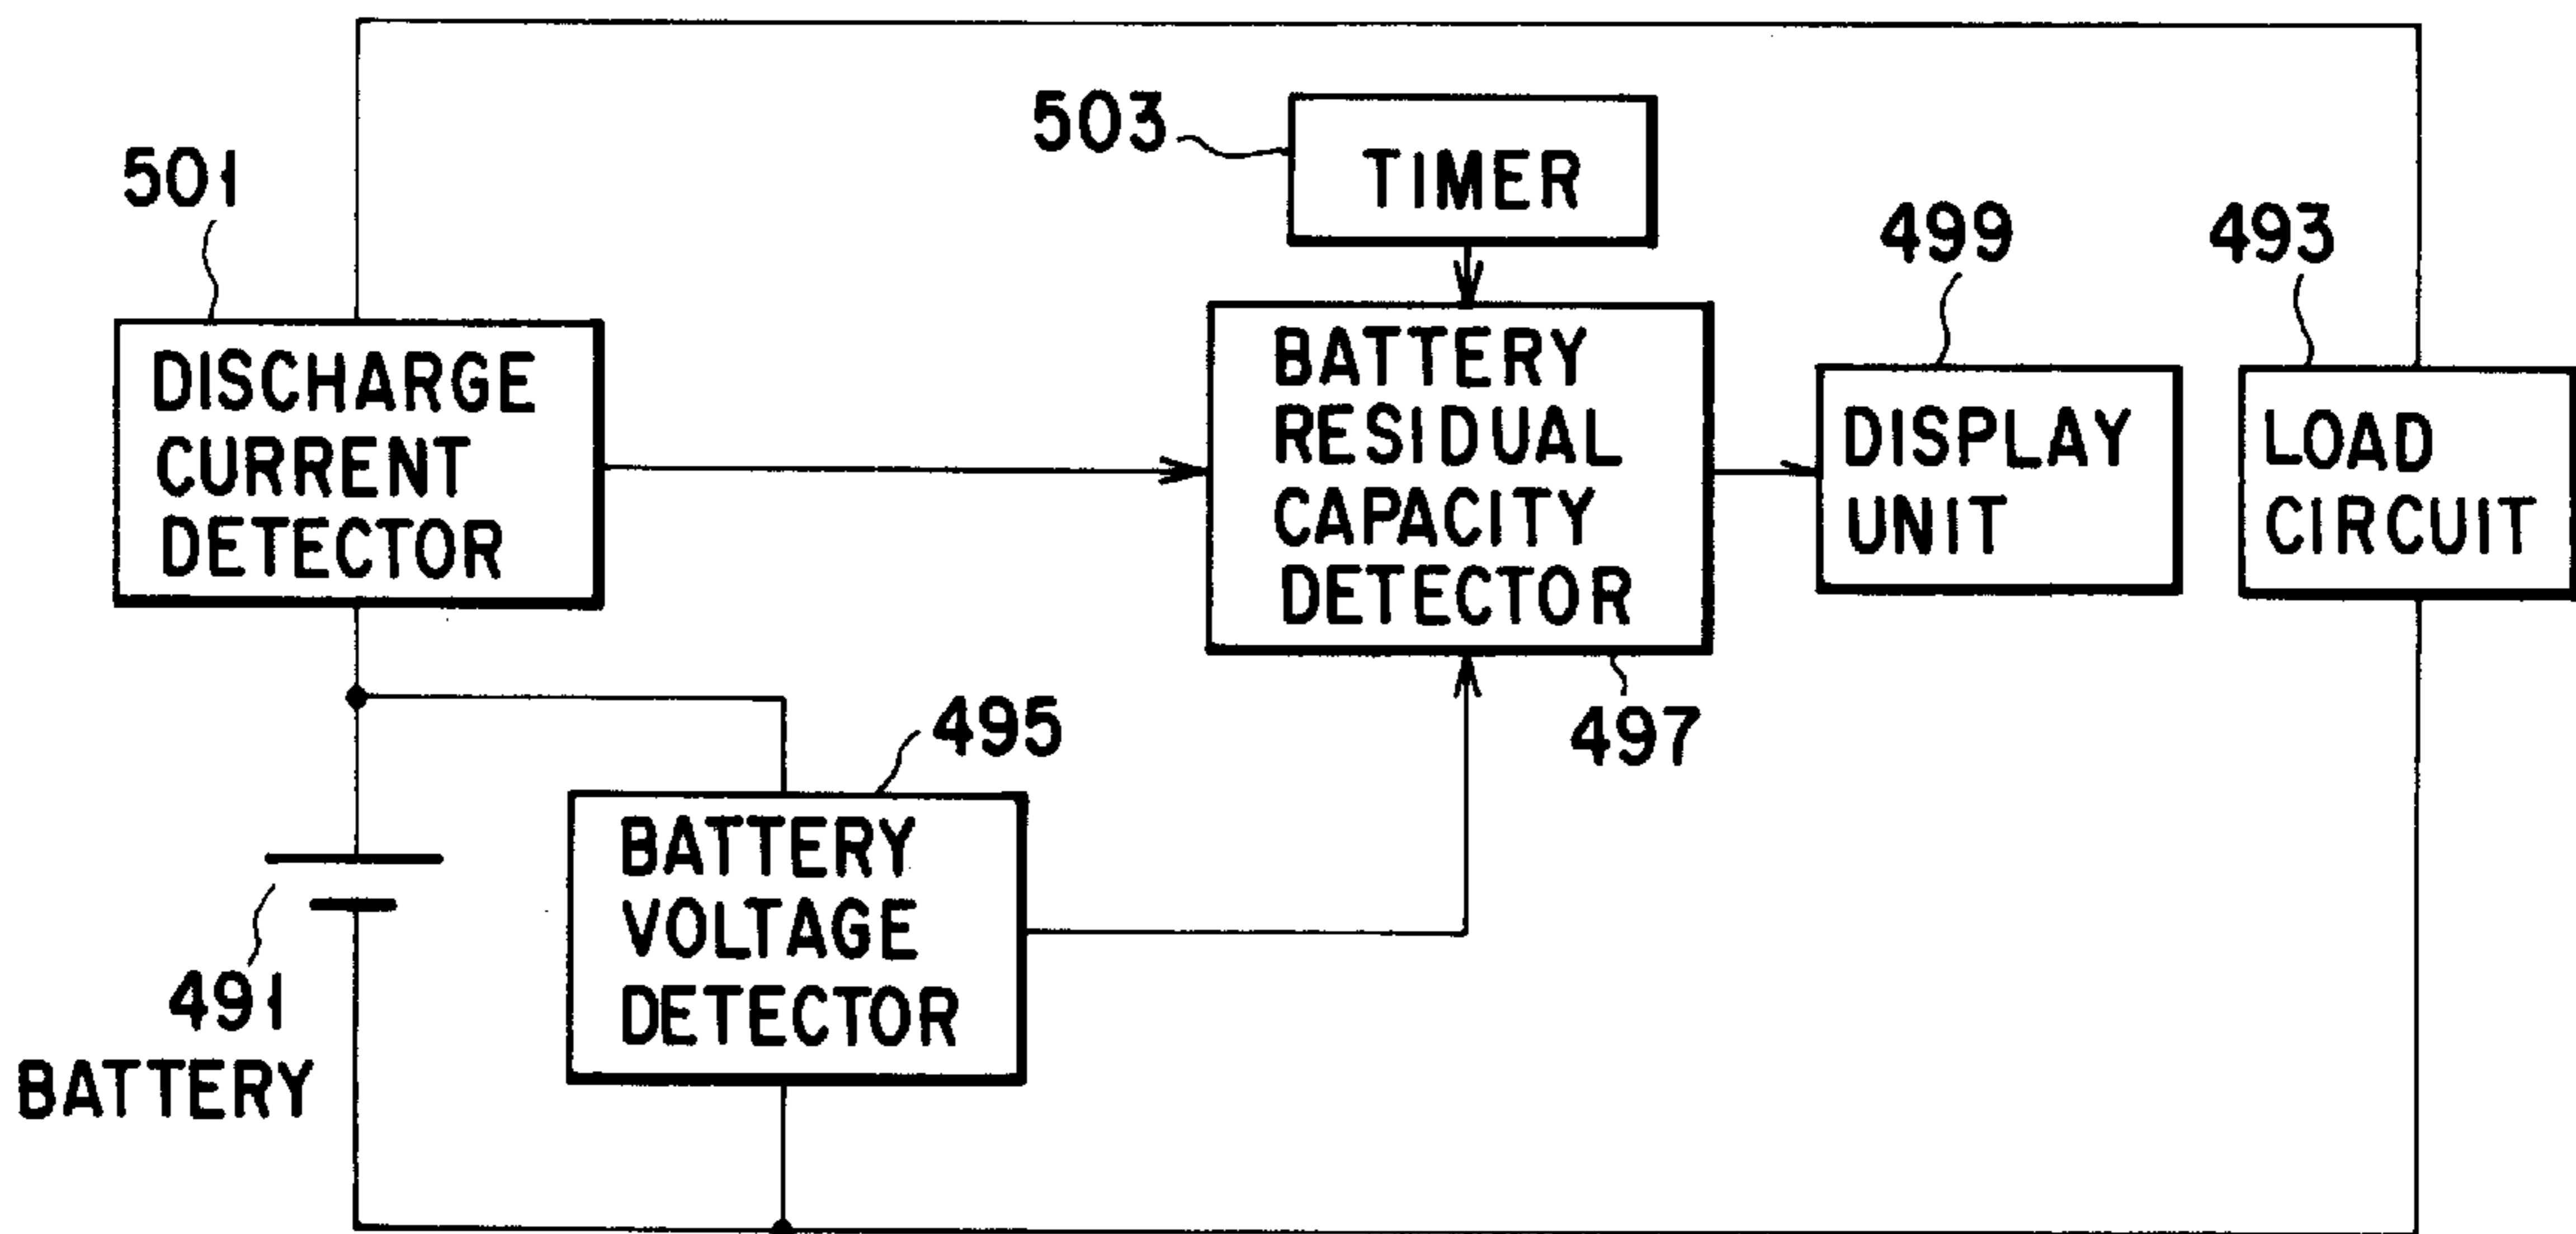 503
TIMER
501
499
493
DISCHARGE
CURRENT
DETECTOR
BATTERY
RESIDUAL
CAPACITY
DETECTOR
DISPLAY
UNIT
LOAD
CIRCUIT
497
495
BATTERY
VOLTAGE
DETECTOR
491
BATTERY